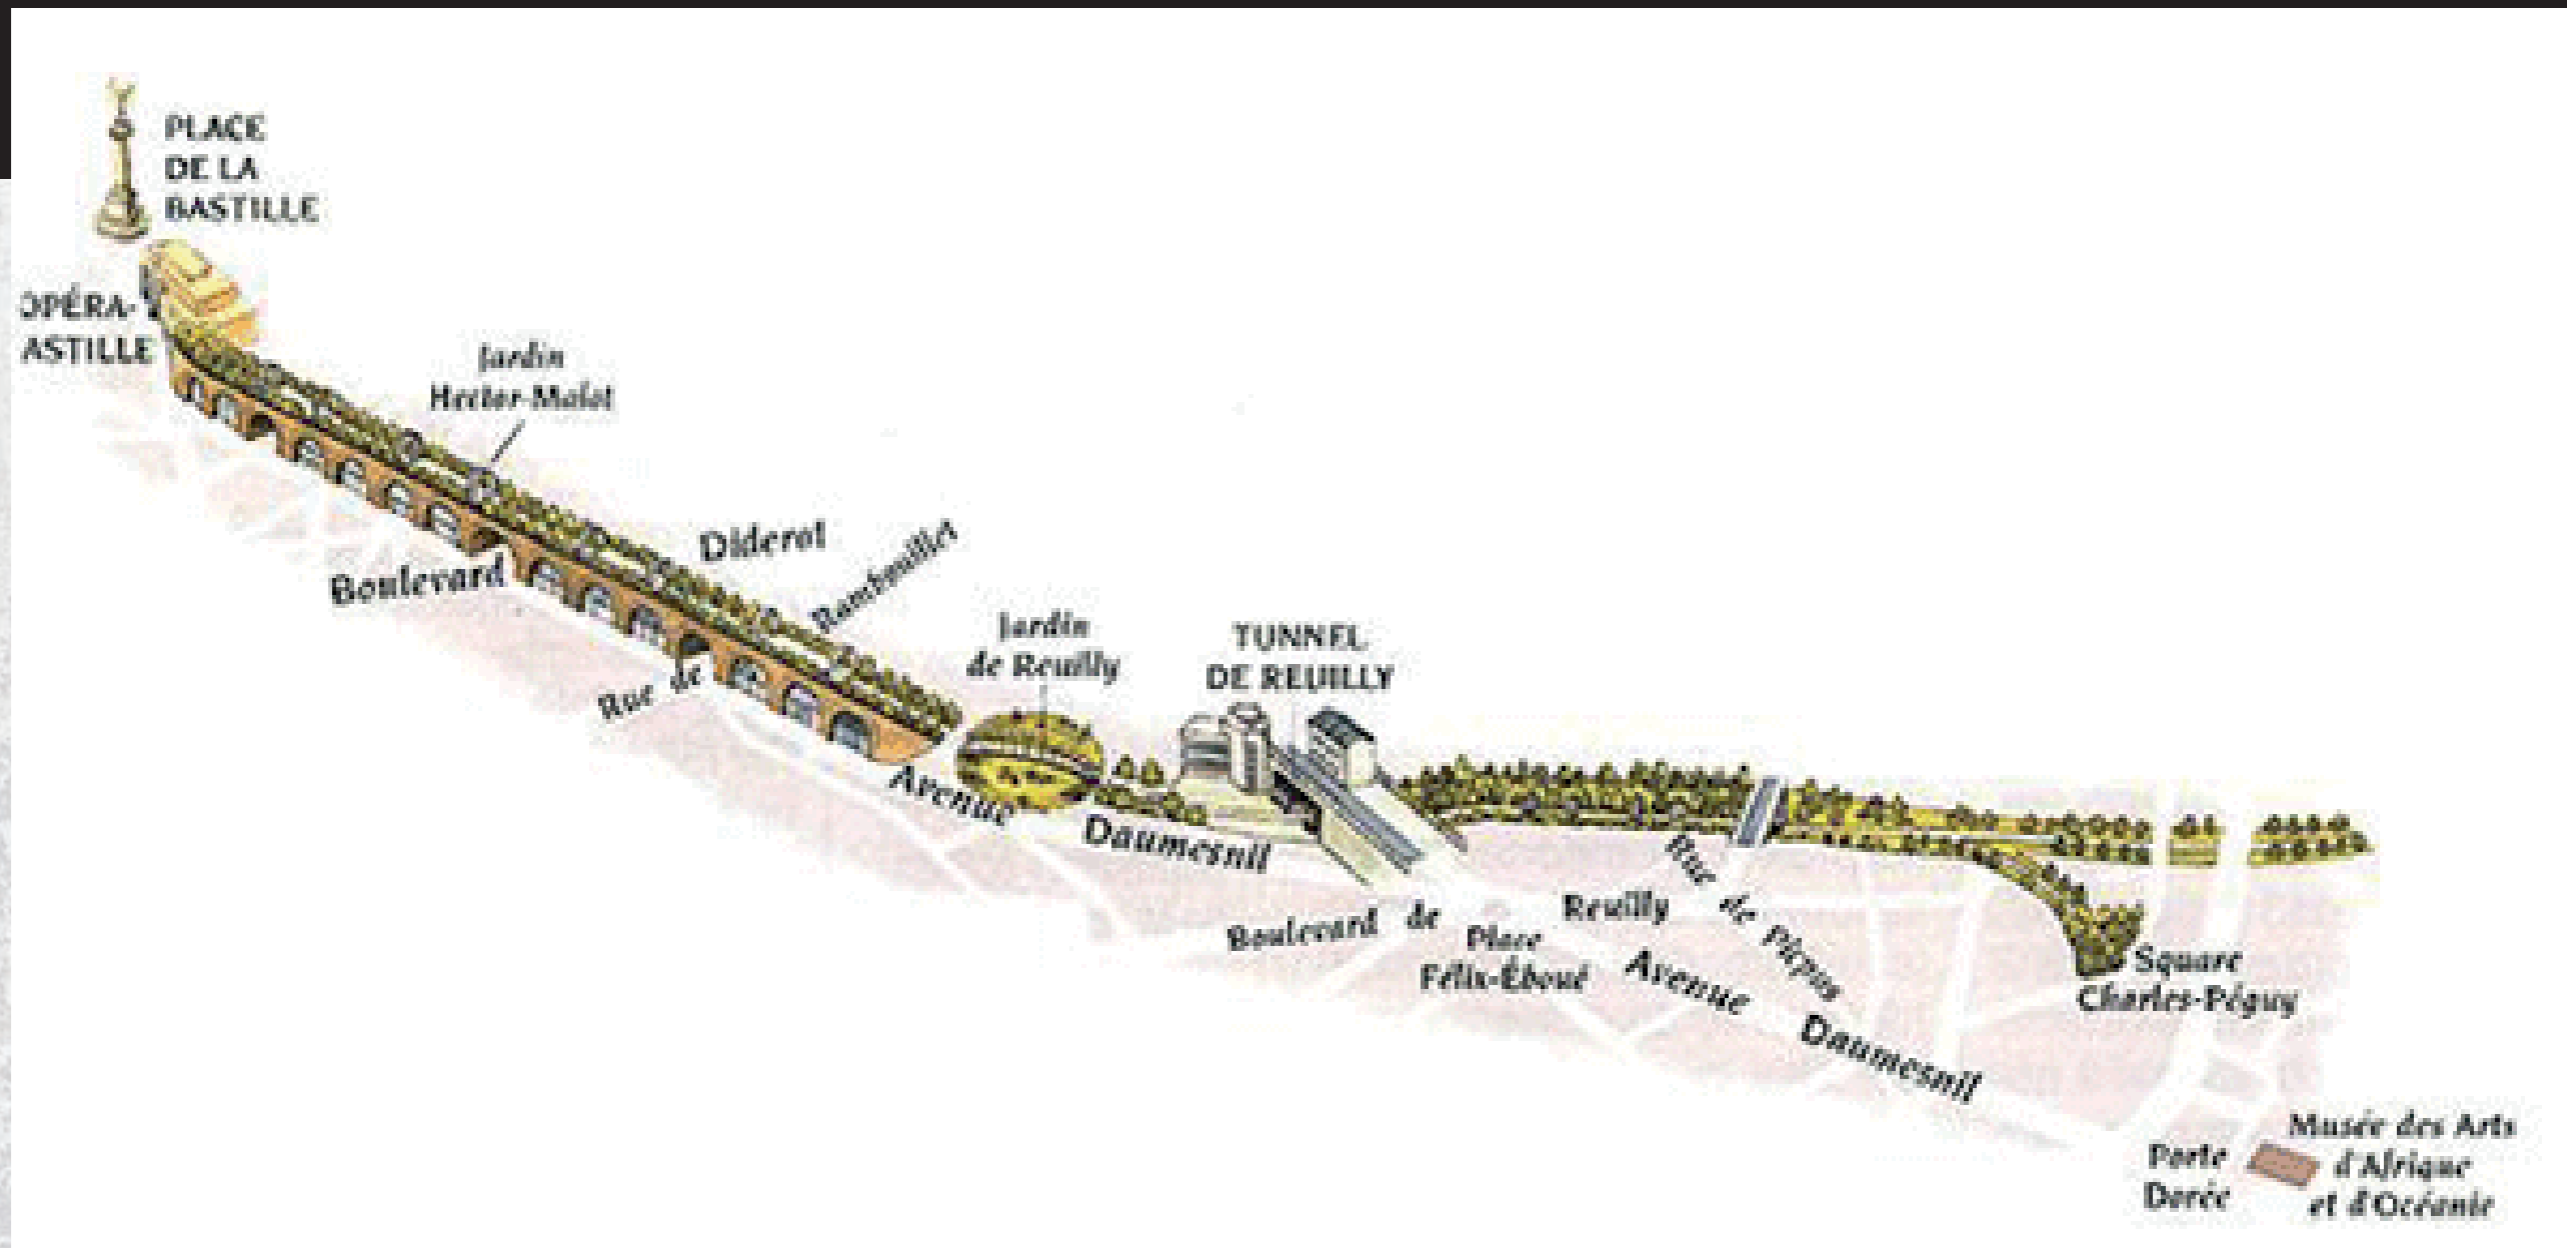 PLACE
DE LA
BASTILLE
OPÉRA-
ASTILLE
Jardin
Hector-Malot
Boulevard Diderot
Rue de Rambouillet
Jardin
de Reuilly
TUNNEL
DE REUILLY
Avenue Daumesnil
Boulevard de Reuilly
Place
Félix-Éboué
Rue de Picpus
Avenue Daumesnil
Square
Charles-Péguy
Porte
Dorée
Musée des Arts
d'Afrique
et d'Océanie